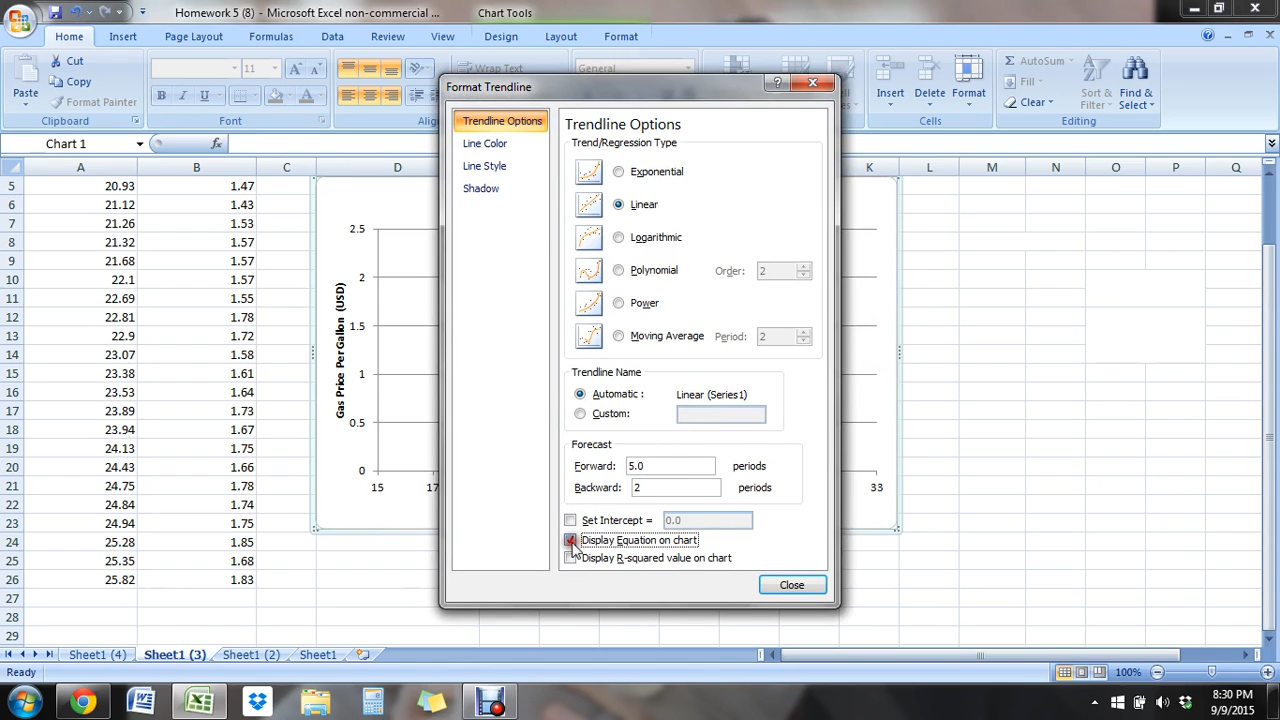 Homework 5 (8) - Microsoft Excel non-commercial ...
Chart Tools
Home Insert Page Layout Formulas Data Review View Design Layout Format
Paste
Cut
Copy
Format Painter
Clipboard
11
B I U
Font
Wrap Text
General
Insert Delete Format
Cells
AutoSum
Fill
Clear
Sort & Filter
Find & Select
Editing
Chart 1
A B C D K L M N O P Q
5 20.93 1.47
6 21.12 1.43
7 21.26 1.53
8 21.32 1.57
9 21.68 1.57
10 22.1 1.57
11 22.69 1.55
12 22.81 1.78
13 22.9 1.72
14 23.07 1.58
15 23.38 1.61
16 23.53 1.64
17 23.89 1.73
18 23.94 1.67
19 24.13 1.75
20 24.43 1.66
21 24.75 1.78
22 24.84 1.74
23 24.94 1.75
24 25.28 1.85
25 25.35 1.68
26 25.82 1.83
27
28
29
Gas Price Per Gallon (USD)
2.5
2
1.5
1
0.5
0
15 17 33
Format Trendline
Trendline Options
Line Color
Line Style
Shadow
Trendline Options
Trend/Regression Type
Exponential
Linear
Logarithmic
Polynomial Order: 2
Power
Moving Average Period: 2
Trendline Name
Automatic : Linear (Series1)
Custom:
Forecast
Forward: 5.0 periods
Backward: 2 periods
Set Intercept = 0.0
Display Equation on chart
Display R-squared value on chart
Close
Sheet1 (4) Sheet1 (3) Sheet1 (2) Sheet1
Ready
100%
8:30 PM
9/9/2015